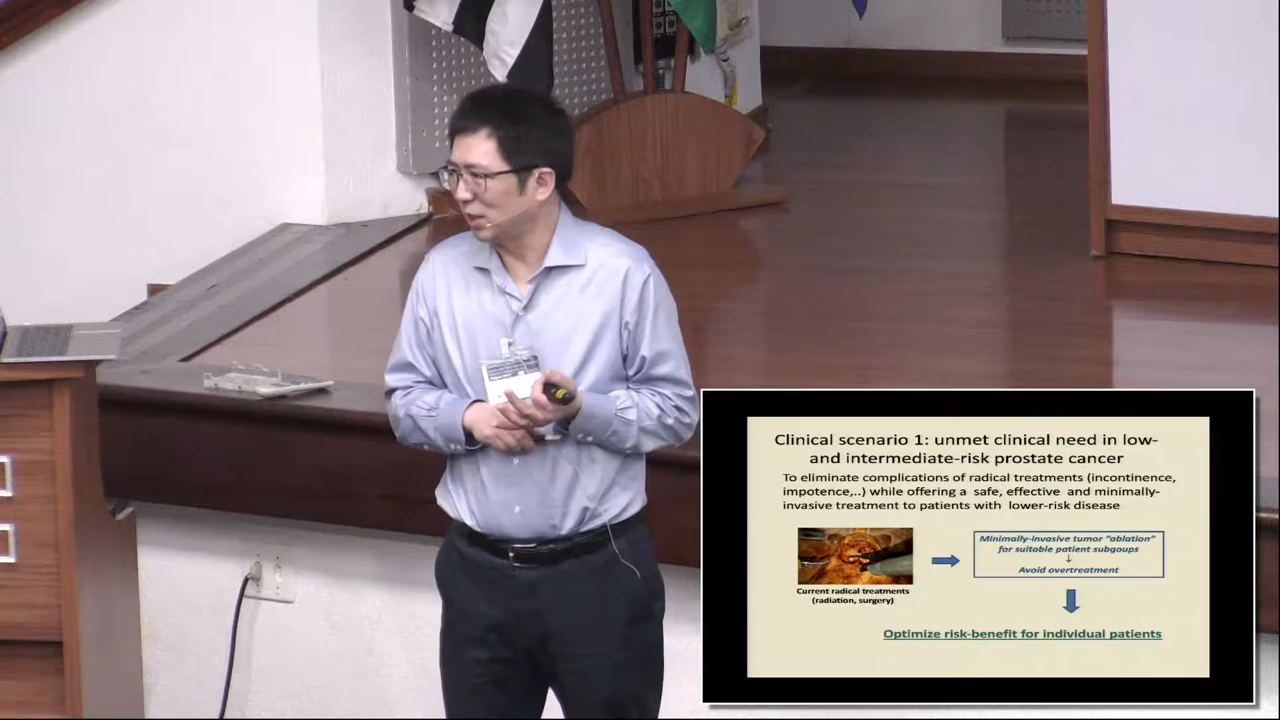 Clinical scenario 1: unmet clinical need in low-
and intermediate-risk prostate cancer
To eliminate complications of radical treatments (incontinence,
impotence,..) while offering a safe, effective and minimally-
invasive treatment to patients with lower-risk disease
Minimally-invasive tumor "ablation"
for suitable patient subgroups
↓
Avoid overtreatment
Current radical treatments
(radiation, surgery)
Optimize risk-benefit for individual patients